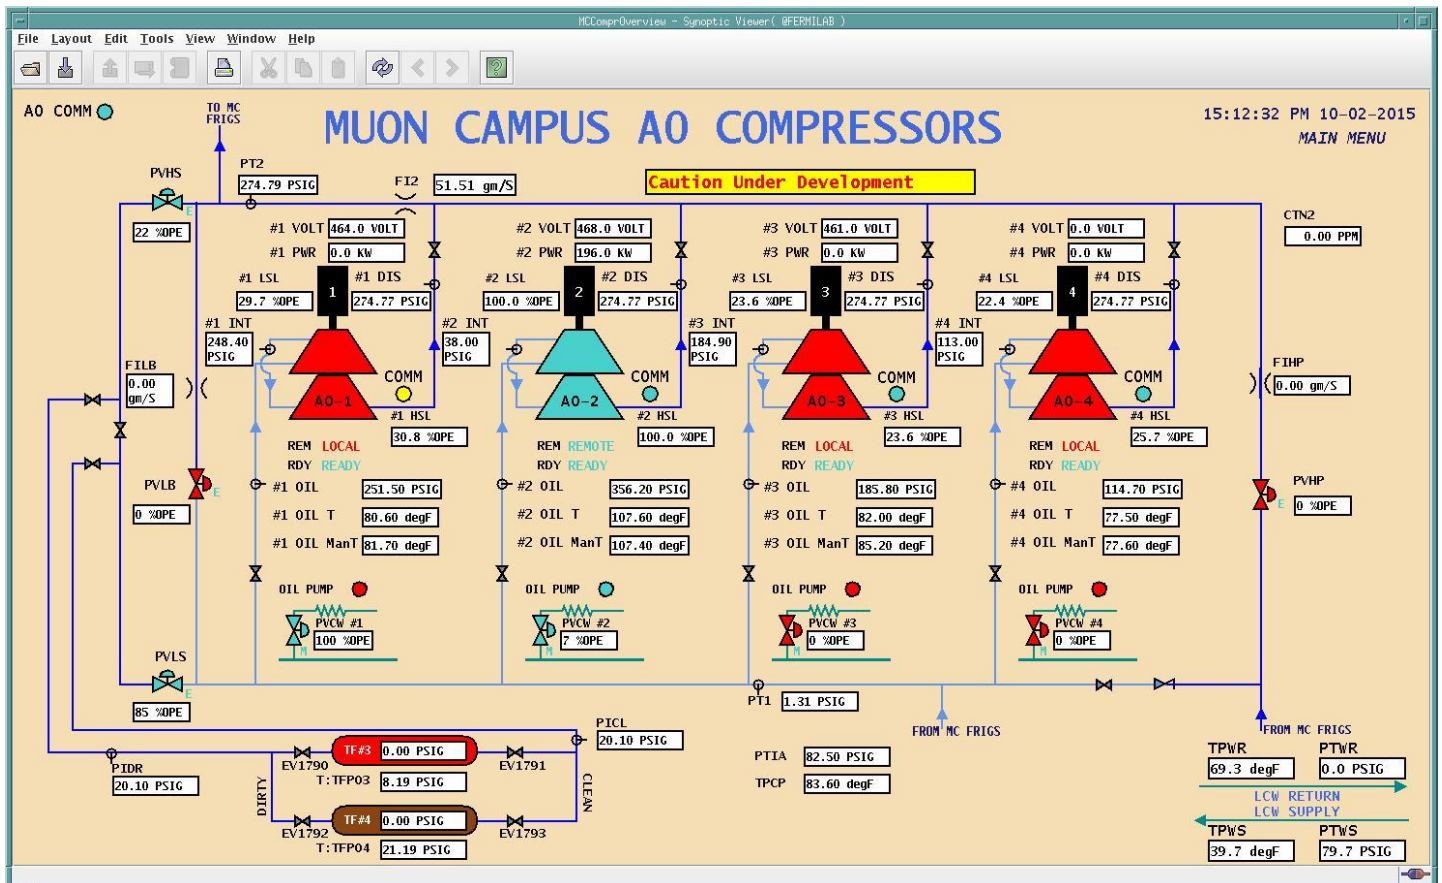 MCComprOverview - Synoptic Viewer( @FERMILAB )
File Layout Edit Tools View Window Help
A0 COMM
TO MC
FRIGS
MUON CAMPUS A0 COMPRESSORS
15:12:32 PM 10-02-2015
MAIN MENU
Caution Under Development
PVHS
E
22 %OPE
PT2
274.79 PSIG
FI2
51.51 gm/S
CTN2
0.00 PPM
#1 VOLT 464.0 VOLT
#1 PWR 0.0 KW
#1 LSL
29.7 %OPE
1
#1 DIS
274.77 PSIG
#1 INT
248.40
PSIG
A0-1
COMM
#1 HSL
30.8 %OPE
REM LOCAL
RDY READY
#1 OIL 251.50 PSIG
#1 OIL T 80.60 degF
#1 OIL ManT 81.70 degF
OIL PUMP
PVCW #1
100 %OPE
M
#2 VOLT 468.0 VOLT
#2 PWR 196.0 KW
#2 LSL
100.0 %OPE
2
#2 DIS
274.77 PSIG
#2 INT
38.00
PSIG
A0-2
COMM
#2 HSL
100.0 %OPE
REM REMOTE
RDY READY
#2 OIL 356.20 PSIG
#2 OIL T 107.60 degF
#2 OIL ManT 107.40 degF
OIL PUMP
PVCW #2
7 %OPE
M
#3 VOLT 461.0 VOLT
#3 PWR 0.0 KW
#3 LSL
23.6 %OPE
3
#3 DIS
274.77 PSIG
#3 INT
184.90
PSIG
A0-3
COMM
#3 HSL
23.6 %OPE
REM LOCAL
RDY READY
#3 OIL 185.80 PSIG
#3 OIL T 82.00 degF
#3 OIL ManT 85.20 degF
OIL PUMP
PVCW #3
0 %OPE
M
#4 VOLT 0.0 VOLT
#4 PWR 0.0 KW
#4 LSL
22.4 %OPE
4
#4 DIS
274.77 PSIG
#4 INT
113.00
PSIG
A0-4
COMM
#4 HSL
25.7 %OPE
REM LOCAL
RDY READY
#4 OIL 114.70 PSIG
#4 OIL T 77.50 degF
#4 OIL ManT 77.60 degF
OIL PUMP
PVCW #4
0 %OPE
M
FILB
0.00
gm/S
PVLB
E
0 %OPE
FIHP
0.00 gm/S
PVHP
E
0 %OPE
PVLS
E
85 %OPE
PT1 1.31 PSIG
FROM MC FRIGS
FROM MC FRIGS
PICL
20.10 PSIG
PIDR
20.10 PSIG
EV1790
TF#3 0.00 PSIG
EV1791
T:TFP03 8.19 PSIG
DIRTY
CLEAN
EV1792
TF#4 0.00 PSIG
EV1793
T:TFP04 21.19 PSIG
PTIA 82.50 PSIG
TPCP 83.60 degF
TPWR
69.3 degF
PTWR
0.0 PSIG
LCW RETURN
LCW SUPPLY
TPWS
39.7 degF
PTWS
79.7 PSIG